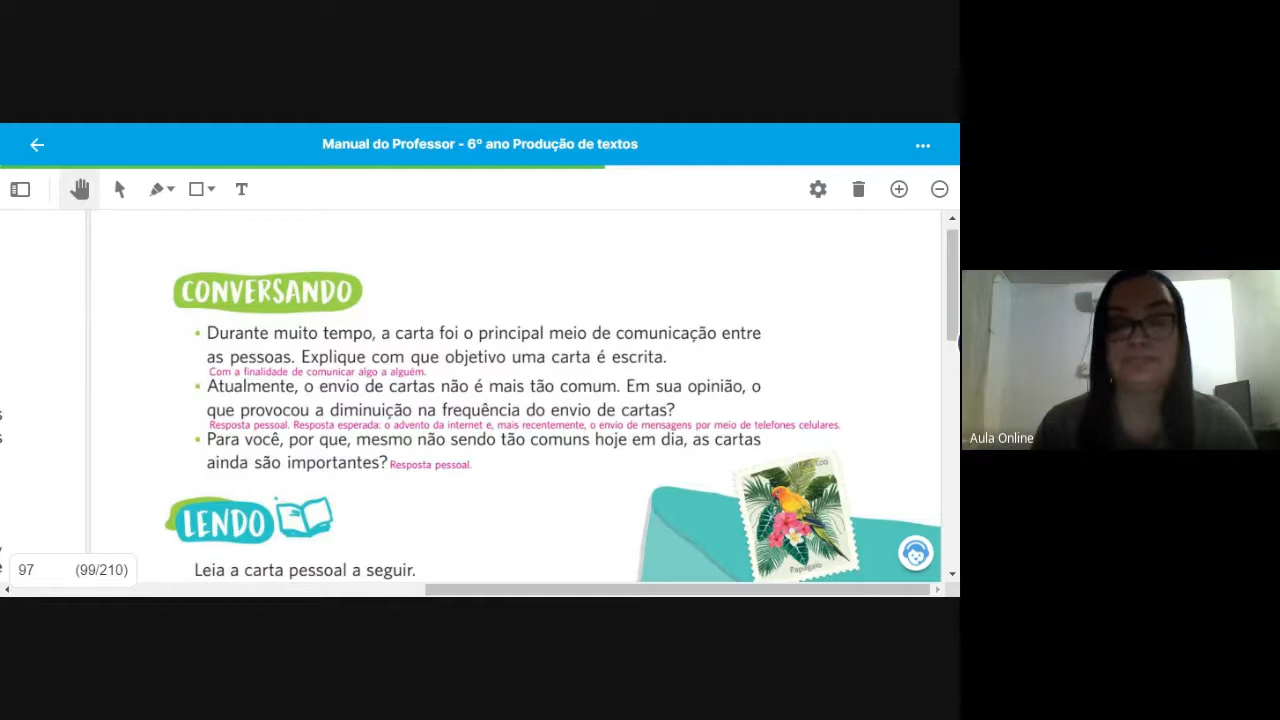 Manual do Professor - 6º ano Produção de textos
T
CONVERSANDO
• Durante muito tempo, a carta foi o principal meio de comunicação entre
as pessoas. Explique com que objetivo uma carta é escrita.
Com a finalidade de comunicar algo a alguém.
• Atualmente, o envio de cartas não é mais tão comum. Em sua opinião, o
que provocou a diminuição na frequência do envio de cartas?
Resposta pessoal. Resposta esperada: o advento da internet e, mais recentemente, o envio de mensagens por meio de telefones celulares.
• Para você, por que, mesmo não sendo tão comuns hoje em dia, as cartas
ainda são importantes? Resposta pessoal.
LENDO
Leia a carta pessoal a seguir.
Papagaio
97 (99/210)
Aula Online